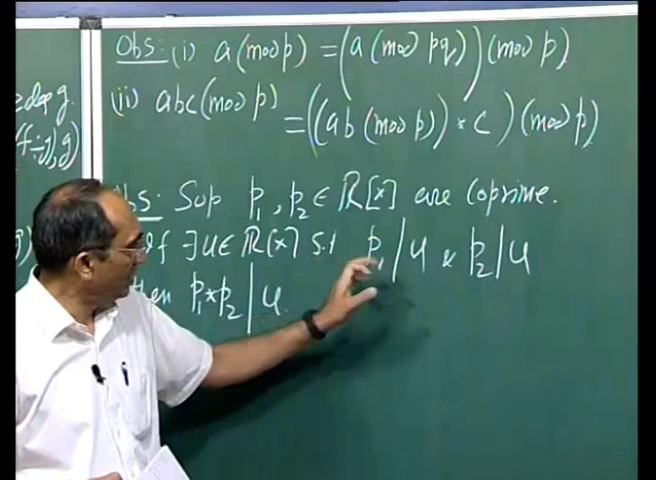 Obs: (i) a(mod p) = (a(mod pq))(mod p)
(ii) abc(mod p)
= ((ab(mod p)) * c)(mod p)
Obs: Sup p₁, p₂ ∈ ℝ[x] are Coprime.
If ∃ u ∈ ℝ[x] s.t p₁ | u & p₂ | u
then p₁ * p₂ | u.